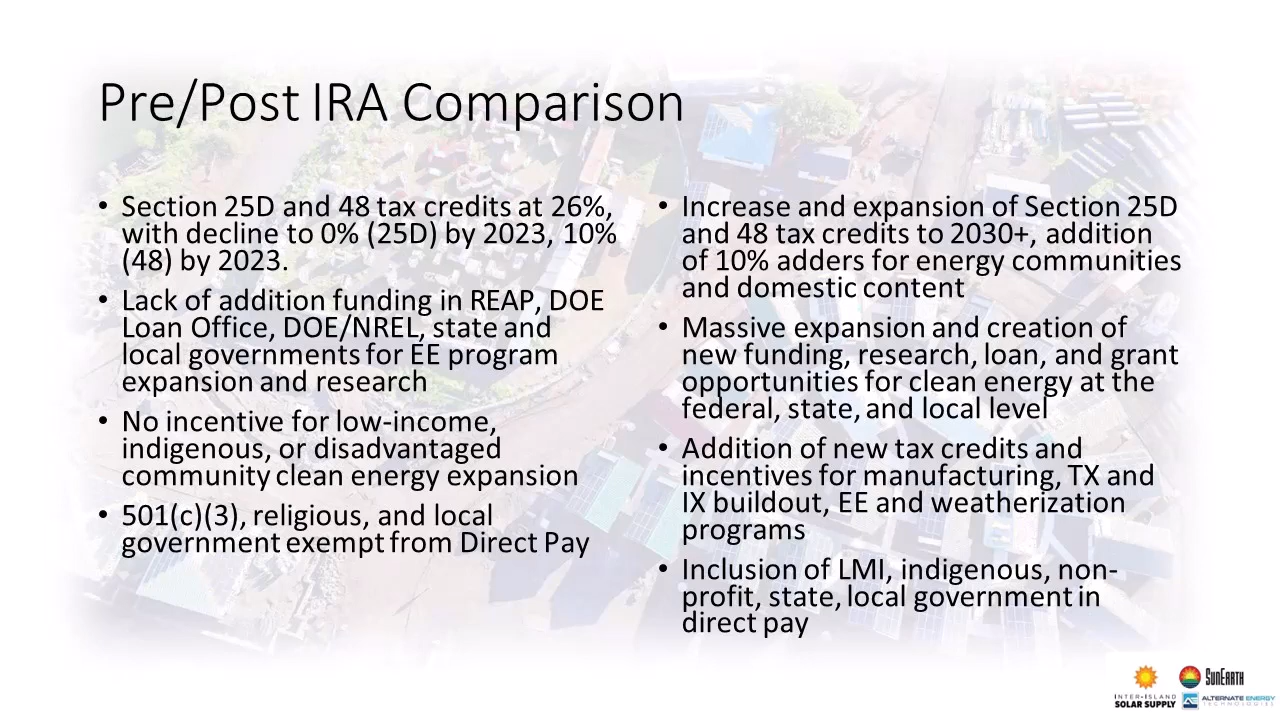 Pre/Post IRA Comparison
• Section 25D and 48 tax credits at 26%,
with decline to 0% (25D) by 2023, 10%
(48) by 2023.
• Lack of addition funding in REAP, DOE
Loan Office, DOE/NREL, state and
local governments for EE program
expansion and research
• No incentive for low-income,
indigenous, or disadvantaged
community clean energy expansion
• 501(c)(3), religious, and local
government exempt from Direct Pay
• Increase and expansion of Section 25D
and 48 tax credits to 2030+, addition
of 10% adders for energy communities
and domestic content
• Massive expansion and creation of
new funding, research, loan, and grant
opportunities for clean energy at the
federal, state, and local level
• Addition of new tax credits and
incentives for manufacturing, TX and
IX buildout, EE and weatherization
programs
• Inclusion of LMI, indigenous, non-
profit, state, local government in
direct pay
INTER-ISLAND
SOLAR SUPPLY
SUNEARTH
ALTERNATE ENERGY
TECHNOLOGIES